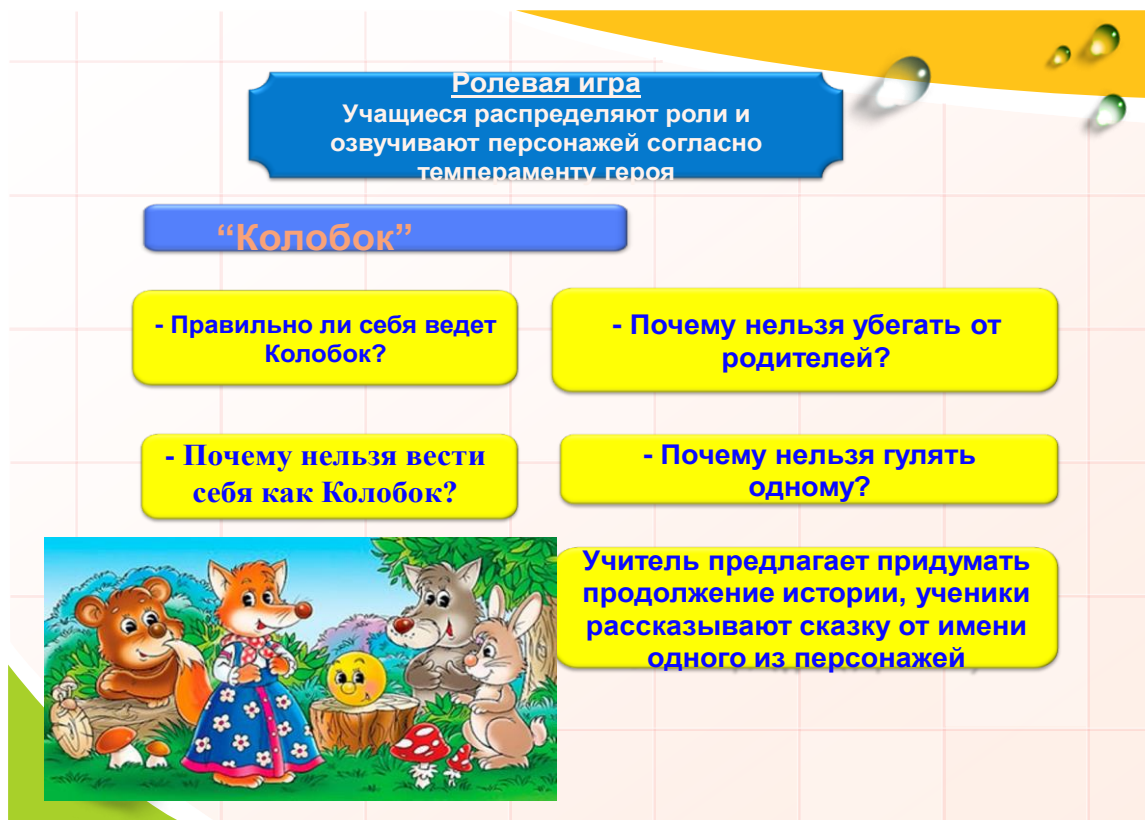 Ролевая игра
Учащиеся распределяют роли и
озвучивают персонажей согласно
темпераменту героя
“Колобок”
- Правильно ли себя ведет
Колобок?
- Почему нельзя убегать от
родителей?
- Почему нельзя вести
себя как Колобок?
- Почему нельзя гулять
одному?
Учитель предлагает придумать
продолжение истории, ученики
рассказывают сказку от имени
одного из персонажей